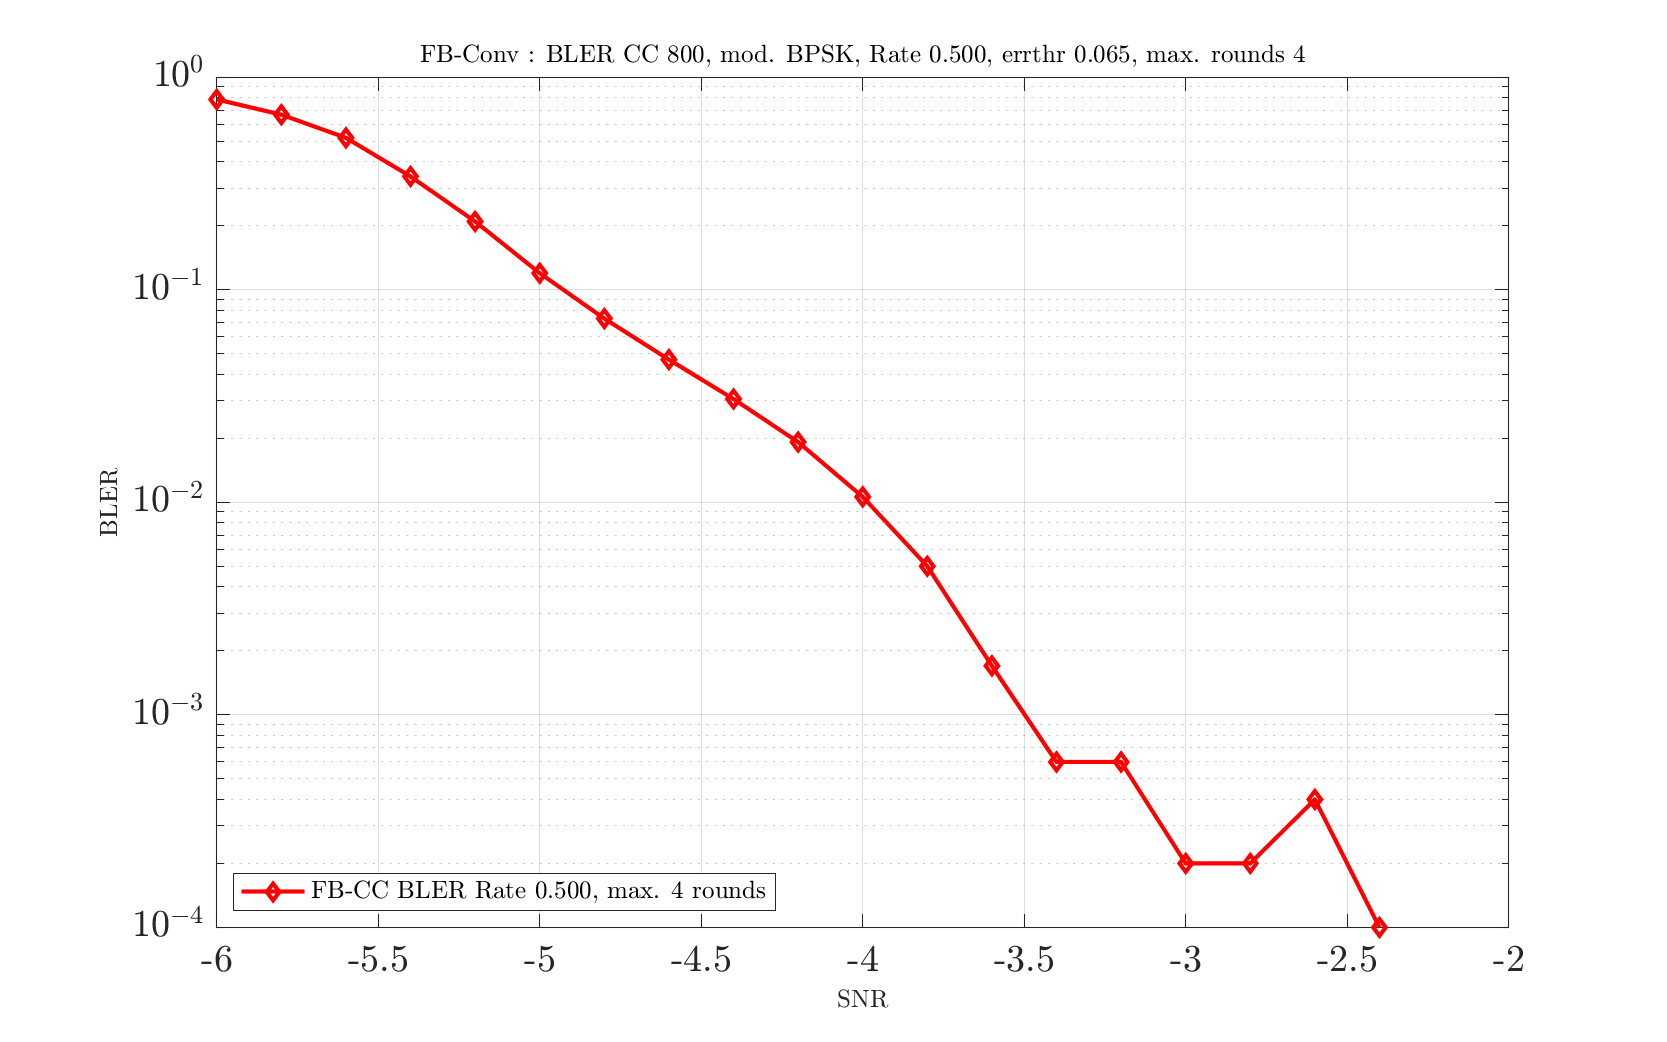 FB-Conv : BLER CC 800, mod. BPSK, Rate 0.500, errthr 0.065, max. rounds 4
10^0
10^-1
10^-2
10^-3
10^-4
BLER
FB-CC BLER Rate 0.500, max. 4 rounds
-6 -5.5 -5 -4.5 -4 -3.5 -3 -2.5 -2
SNR